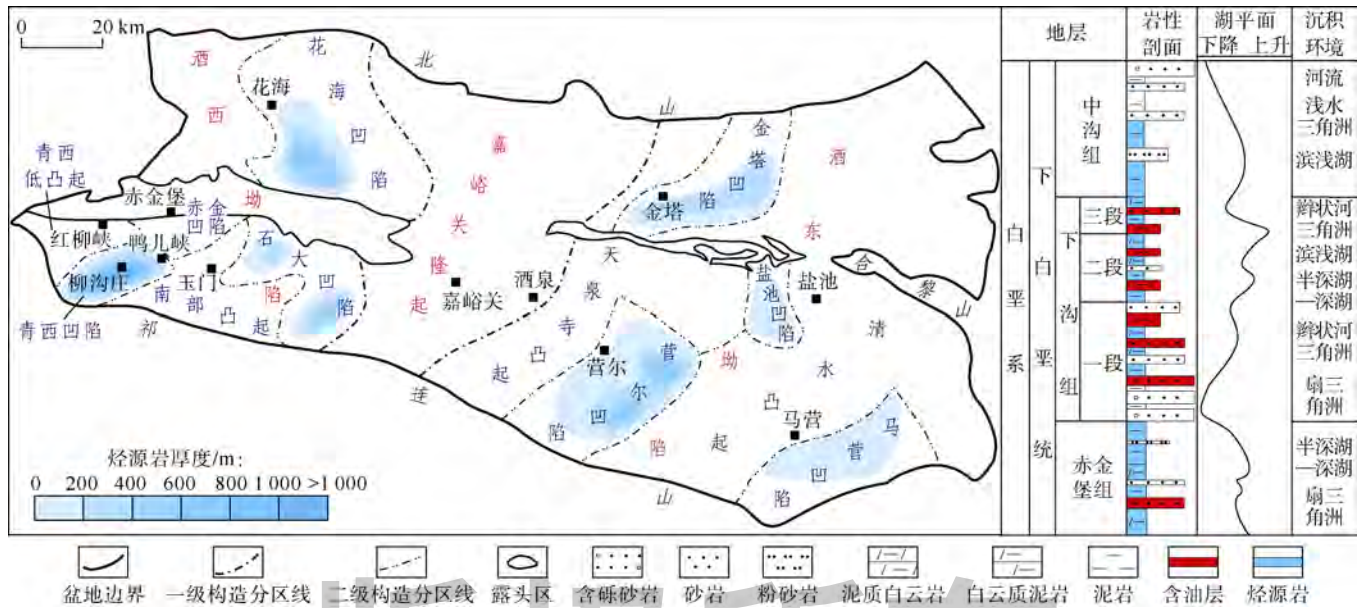 0 20 km
北
山
酒
西
坳
陷
花海
花
海
凹
陷
青西
低凸起
赤金堡
赤金
凹陷
红柳峡
鸭儿峡
柳沟庄
玉门
青西凹陷
南
部
凸
起
石
大
凹
陷
祁
连
山
嘉
峪
关
隆
起
嘉峪关
酒泉
金塔
金
塔
凹
陷
酒
东
坳
陷
天
泉
寺
凸
起
营尔
营
尔
凹
陷
盐
池
凹
陷
盐池
合
黎
山
清
水
凸
起
马营
马
营
凹
陷
烃源岩厚度/m:
0 200 400 600 800 1 000 >1 000
地层
岩性
剖面
湖平面
下降 上升
沉积
环境
白
垩
系
下
白
垩
统
中
沟
组
下
沟
组
三段
二段
一段
赤金
堡组
河流
浅水
三角洲
滨浅湖
辫状河
三角洲
滨浅湖
半深湖
—深湖
辫状河
三角洲
扇三
角洲
半深湖
—深湖
扇三
角洲
盆地边界 一级构造分区线 二级构造分区线 露头区 含砾砂岩 砂岩 粉砂岩 泥质白云岩 白云质泥岩 泥岩 含油层 烃源岩